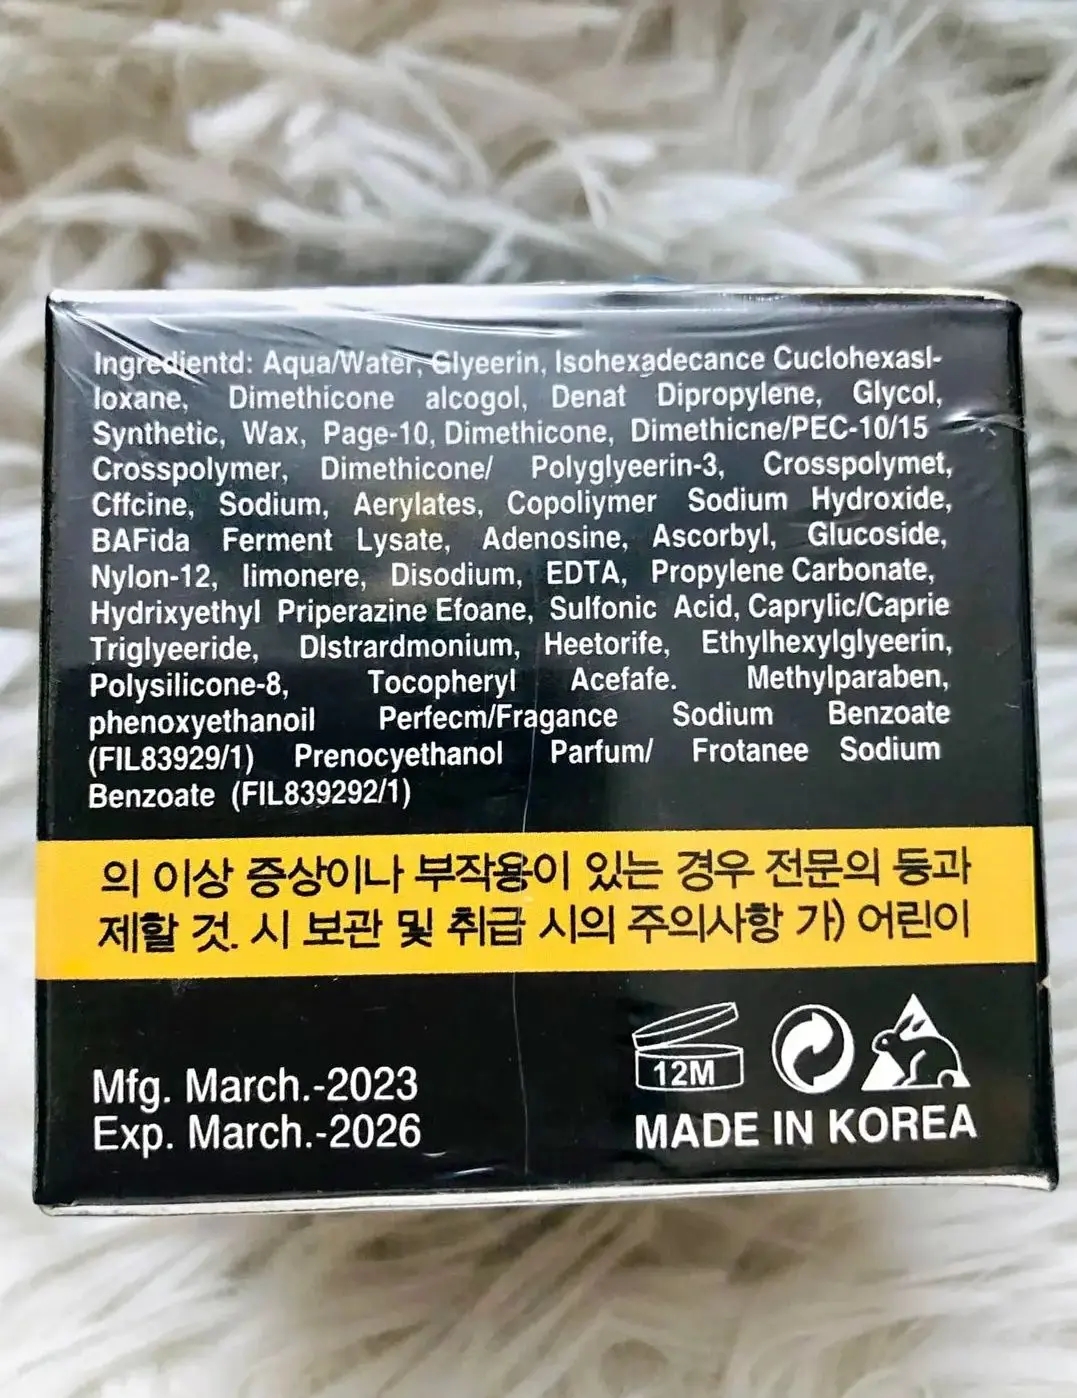 Ingredientd: Aqua/Water, Glyeerin, Isohexadecance Cuclohexasl-
loxane, Dimethicone alcogol, Denat Dipropylene, Glycol,
Synthetic, Wax, Page-10, Dimethicone, Dimethicne/PEC-10/15
Crosspolymer, Dimethicone/ Polyglyeerin-3, Crosspolymet,
Cffcine, Sodium, Aerylates, Copoliymer Sodium Hydroxide,
BAFida Ferment Lysate, Adenosine, Ascorbyl, Glucoside,
Nylon-12, limonere, Disodium, EDTA, Propylene Carbonate,
Hydrixyethyl Priperazine Efoane, Sulfonic Acid, Caprylic/Caprie
Triglyeeride, DIstrardmonium, Heetorife, Ethylhexylglyeerin,
Polysilicone-8, Tocopheryl Acefafe. Methylparaben,
phenoxyethanoil Perfecm/Fragance Sodium Benzoate
(FIL83929/1) Prenocyethanol Parfum/ Frotanee Sodium
Benzoate (FIL839292/1)
의 이상 증상이나 부작용이 있는 경우 전문의 등과
제할 것. 시 보관 및 취급 시의 주의사항 가) 어린이
Mfg. March.-2023
Exp. March.-2026
12M
MADE IN KOREA